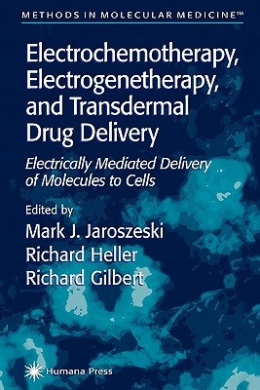 METHODS IN MOLECULAR MEDICINE™
Electrochemotherapy,
Electrogenetherapy,
and Transdermal
Drug Delivery
Electrically Mediated Delivery
of Molecules to Cells
Edited by
Mark J. Jaroszeski
Richard Heller
Richard Gilbert
Humana Press